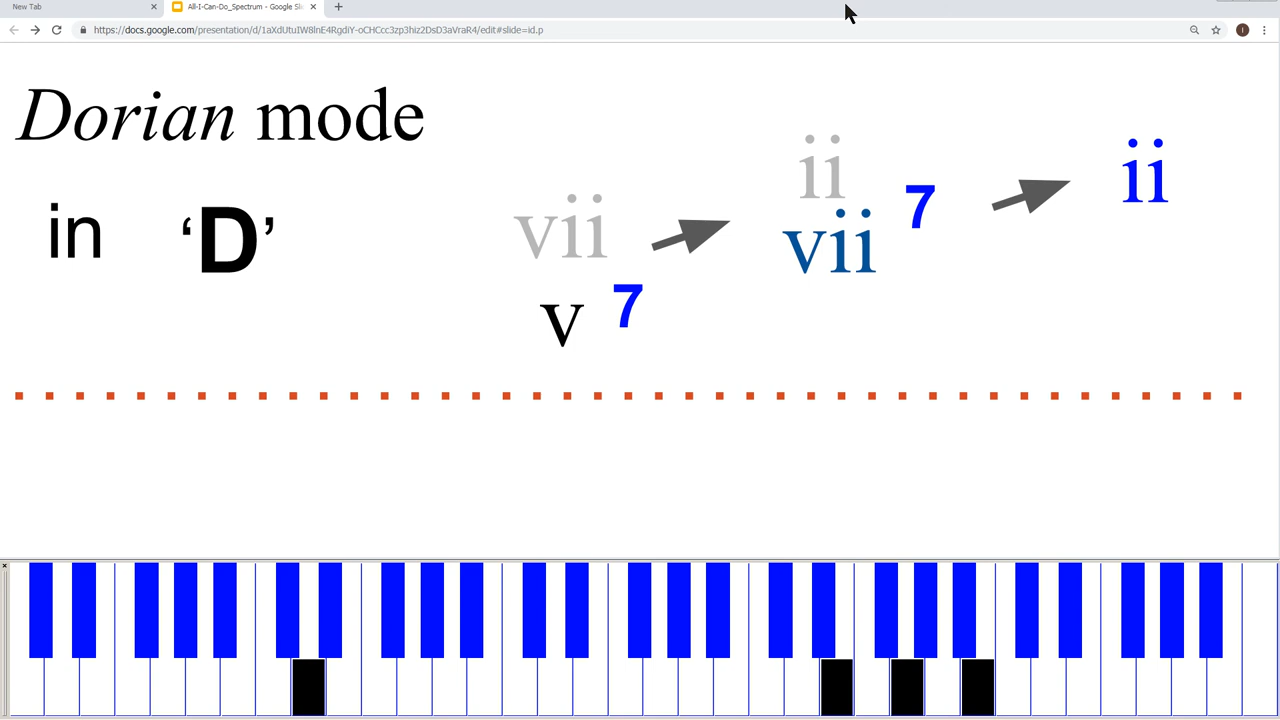 New Tab
All-I-Can-Do_Spectrum - Google Sli
https://docs.google.com/presentation/d/1aXdUtuIW8lnE4RgdiY-oCHCcc3zp3hiz2DsD3aVraR4/edit#slide=id.p
Dorian mode
in ‘D’
vii
v 7
ii
vii 7
ii